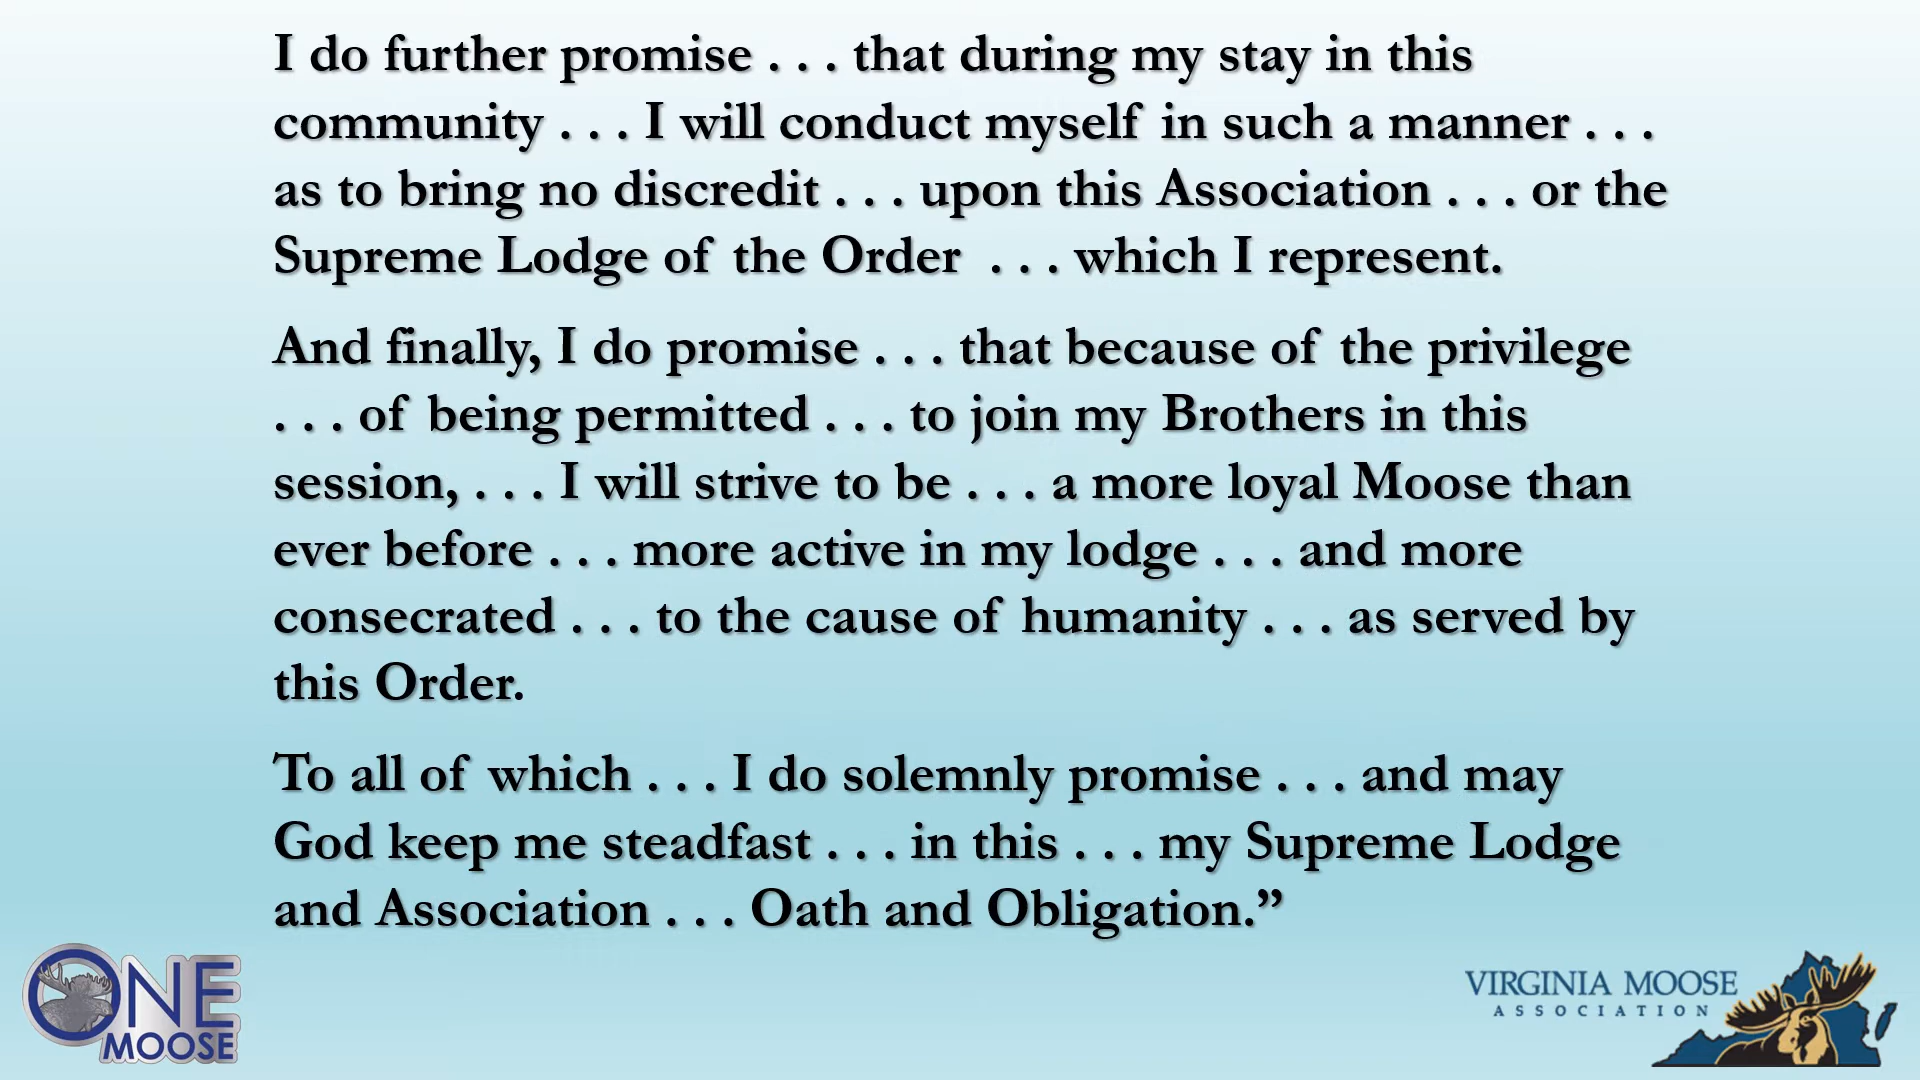 I do further promise . . . that during my stay in this
community . . . I will conduct myself in such a manner . . .
as to bring no discredit . . . upon this Association . . . or the
Supreme Lodge of the Order . . . which I represent.
And finally, I do promise . . . that because of the privilege
. . . of being permitted . . . to join my Brothers in this
session, . . . I will strive to be . . . a more loyal Moose than
ever before . . . more active in my lodge . . . and more
consecrated . . . to the cause of humanity . . . as served by
this Order.
To all of which . . . I do solemnly promise . . . and may
God keep me steadfast . . . in this . . . my Supreme Lodge
and Association . . . Oath and Obligation.”
ONE
MOOSE
VIRGINIA MOOSE
ASSOCIATION